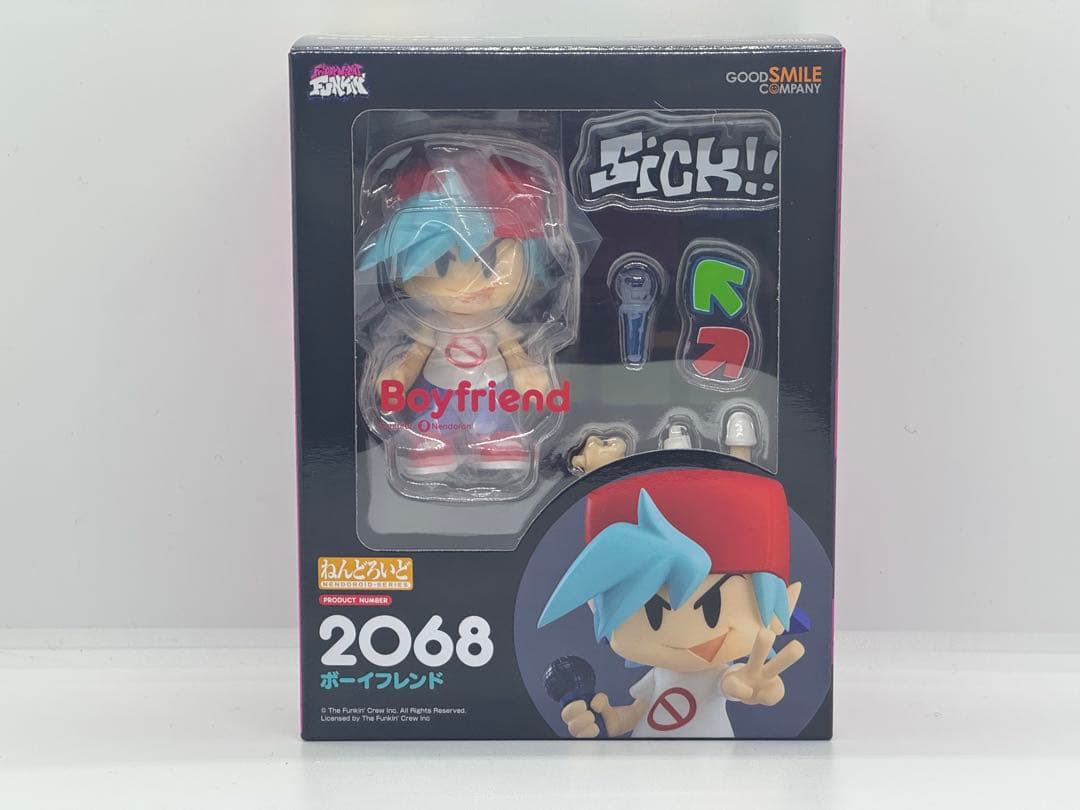 FRIDAY NIGHT
FUNKIN'
GOOD SMILE
COMPANY
SiCK!!
Boyfriend
Nendoroid
ねんどろいど
NENDOROID-SERIES
PRODUCT NUMBER
2068
ボーイフレンド
© The Funkin' Crew Inc. All Rights Reserved.
Licensed by The Funkin' Crew Inc